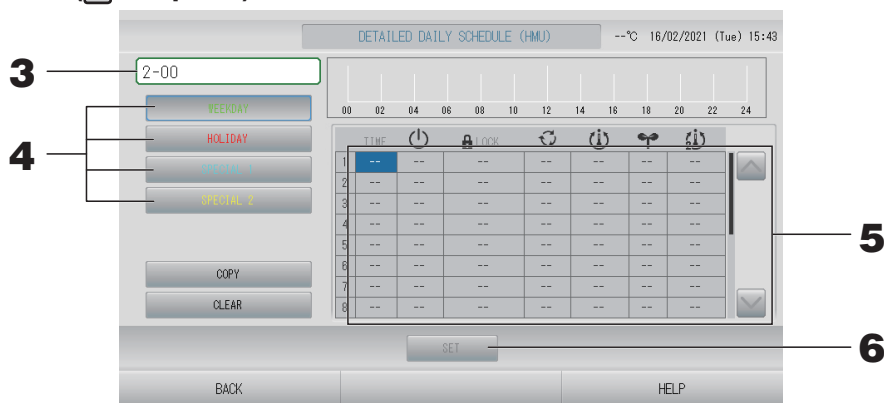 DETAILED DAILY SCHEDULE (HMU) --℃ 16/02/2021 (Tue) 15:43
3
2-00
WEEKDAY
00 02 04 06 08 10 12 14 16 18 20 22 24
4
HOLIDAY
TIME LOCK
SPECIAL 1
1 -- -- -- -- -- -- --
2 -- -- -- -- -- -- --
SPECIAL 2
3 -- -- -- -- -- -- --
4 -- -- -- -- -- -- --
5
5 -- -- -- -- -- -- --
COPY
6 -- -- -- -- -- -- --
7 -- -- -- -- -- -- --
CLEAR
8 -- -- -- -- -- -- --
SET
6
BACK
HELP